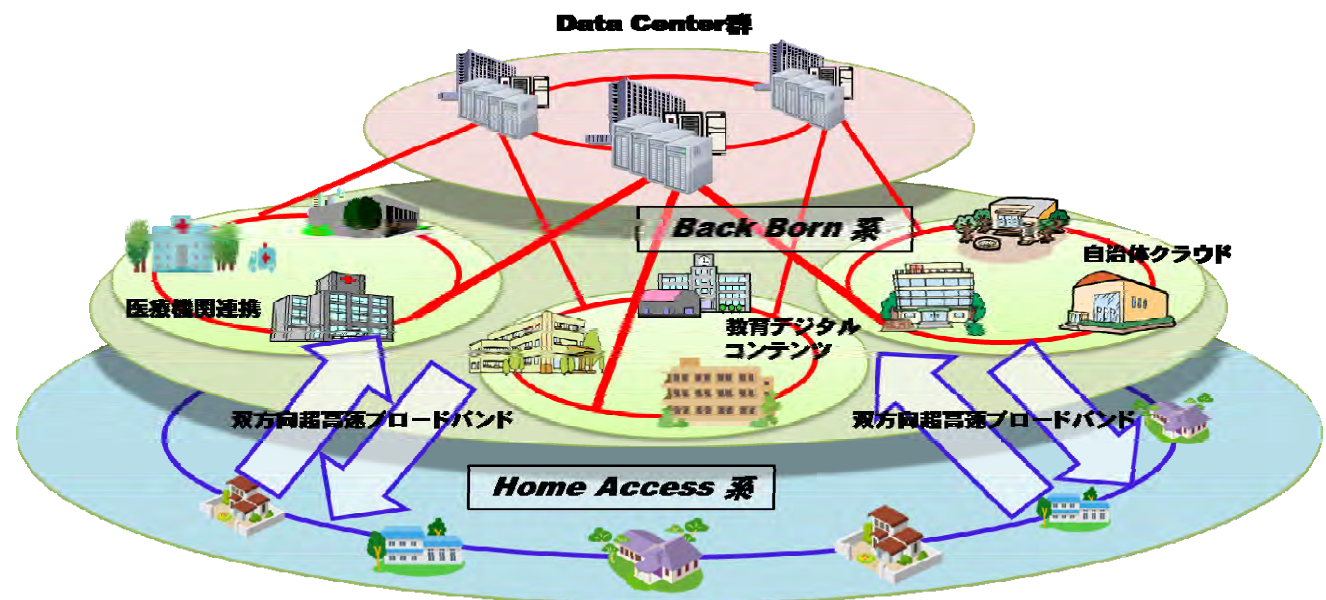 Data Center群
Back Born 系
自治体クラウド
医療機関連携
教育デジタル
コンテンツ
双方向超高速ブロードバンド
双方向超高速ブロードバンド
Home Access 系